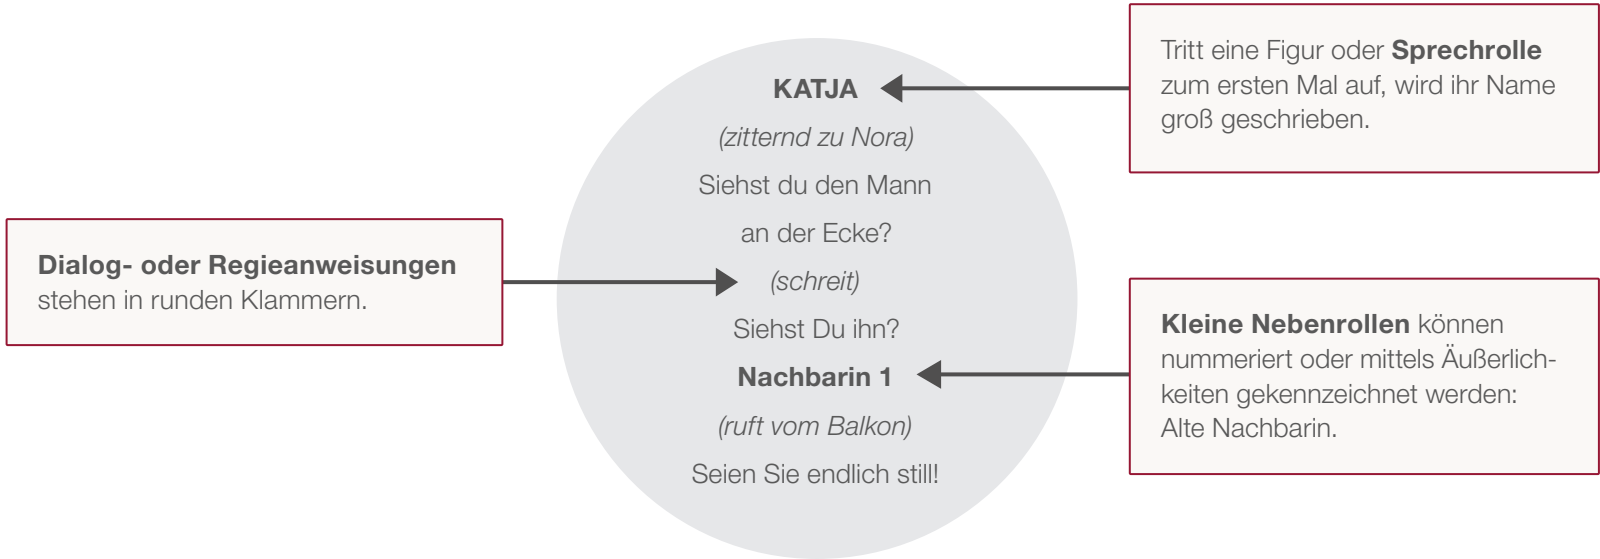 Tritt eine Figur oder Sprechrolle
zum ersten Mal auf, wird ihr Name
groß geschrieben.
KATJA
(zitternd zu Nora)
Siehst du den Mann
an der Ecke?
(schreit)
Siehst Du ihn?
Nachbarin 1
(ruft vom Balkon)
Seien Sie endlich still!
Dialog- oder Regieanweisungen
stehen in runden Klammern.
Kleine Nebenrollen können
nummeriert oder mittels Äußerlich-
keiten gekennzeichnet werden:
Alte Nachbarin.